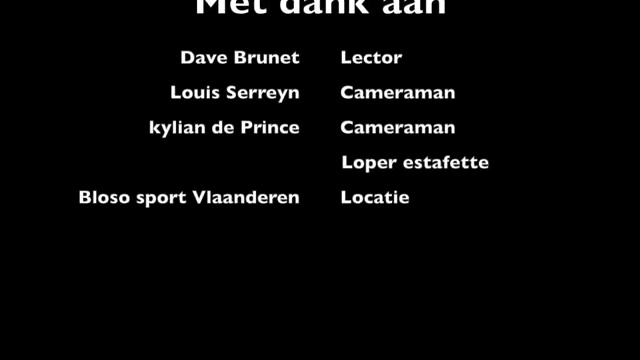 Met dank aan
Dave Brunet Lector
Louis Serreyn Cameraman
kylian de Prince Cameraman
Loper estafette
Bloso sport Vlaanderen Locatie